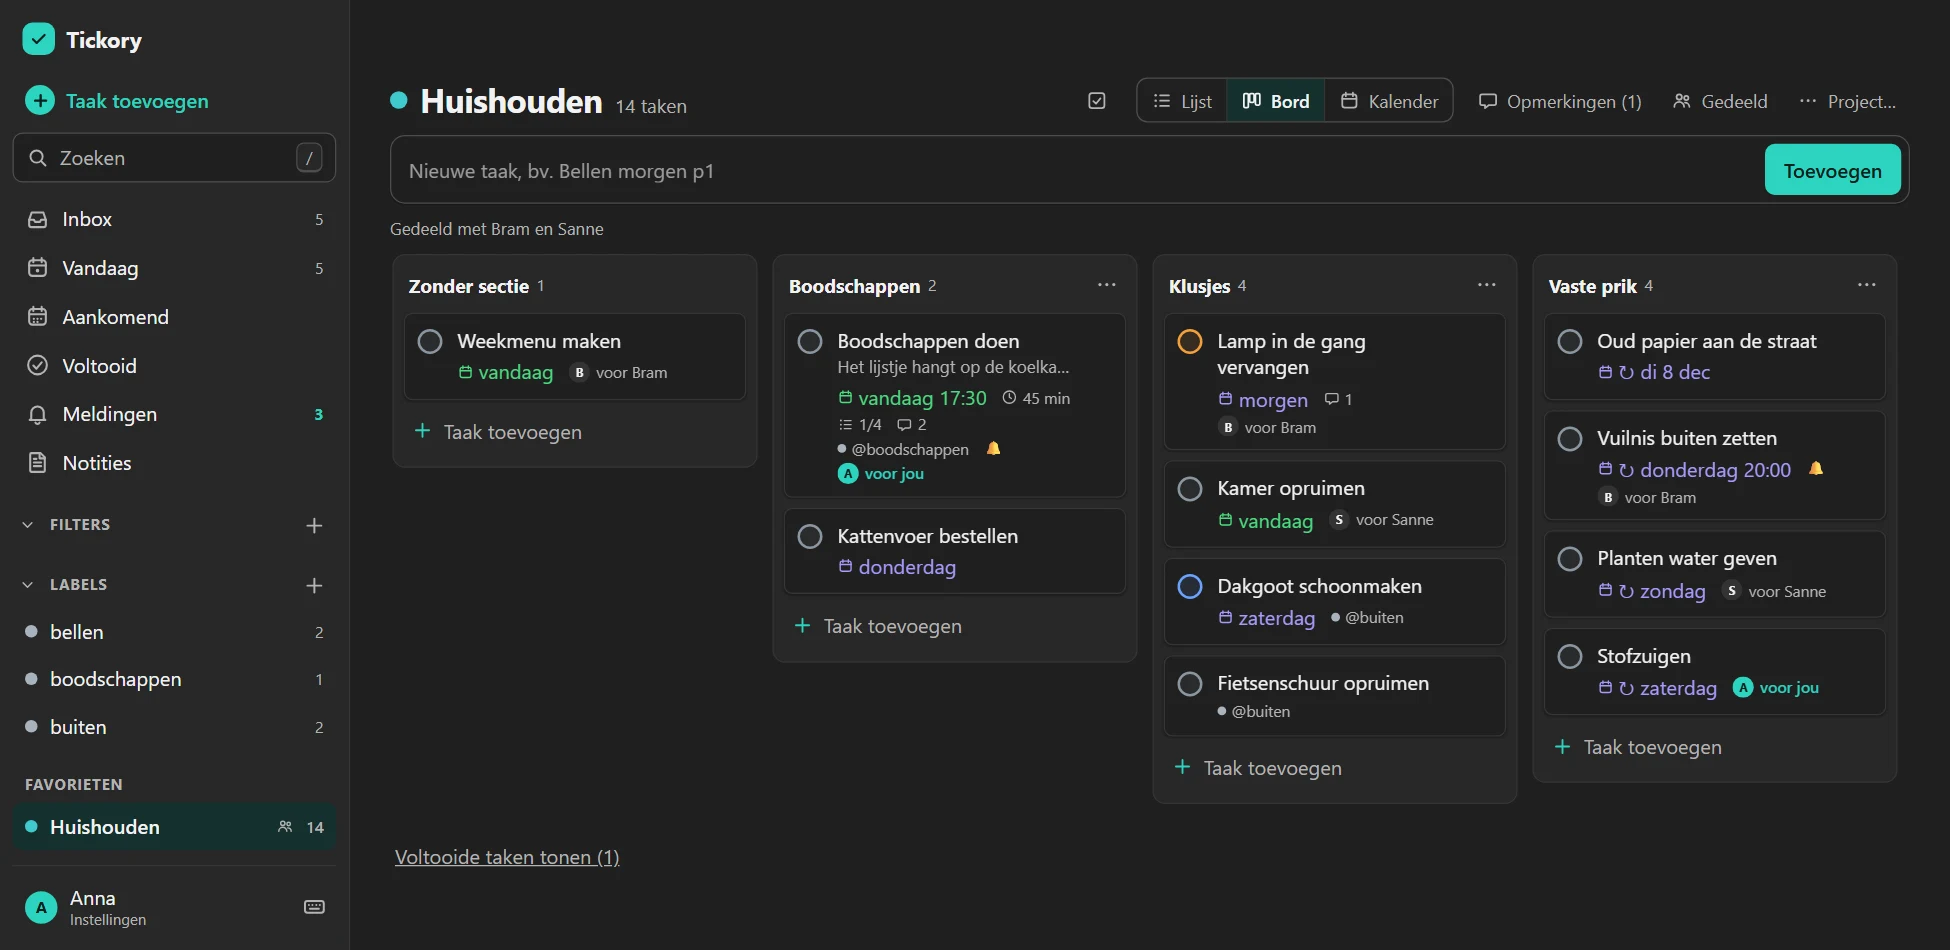 Tickory
Taak toevoegen
Zoeken /
Inbox 5
Vandaag 5
Aankomend
Voltooid
Meldingen 3
Notities
FILTERS
LABELS
bellen 2
boodschappen 1
buiten 2
FAVORIETEN
Huishouden 14
A Anna
Instellingen
Huishouden 14 taken
Lijst Bord Kalender Opmerkingen (1) Gedeeld ··· Project...
Nieuwe taak, bv. Bellen morgen p1 Toevoegen
Gedeeld met Bram en Sanne
Zonder sectie 1
Weekmenu maken
vandaag B voor Bram
+ Taak toevoegen
Boodschappen 2 ···
Boodschappen doen
Het lijstje hangt op de koelka...
vandaag 17:30 45 min
1/4 2
@boodschappen
A voor jou
Kattenvoer bestellen
donderdag
+ Taak toevoegen
Klusjes 4 ···
Lamp in de gang
vervangen
morgen 1
B voor Bram
Kamer opruimen
vandaag S voor Sanne
Dakgoot schoonmaken
zaterdag @buiten
Fietsenschuur opruimen
@buiten
+ Taak toevoegen
Vaste prik 4 ···
Oud papier aan de straat
di 8 dec
Vuilnis buiten zetten
donderdag 20:00
B voor Bram
Planten water geven
zondag S voor Sanne
Stofzuigen
zaterdag A voor jou
+ Taak toevoegen
Voltooide taken tonen (1)